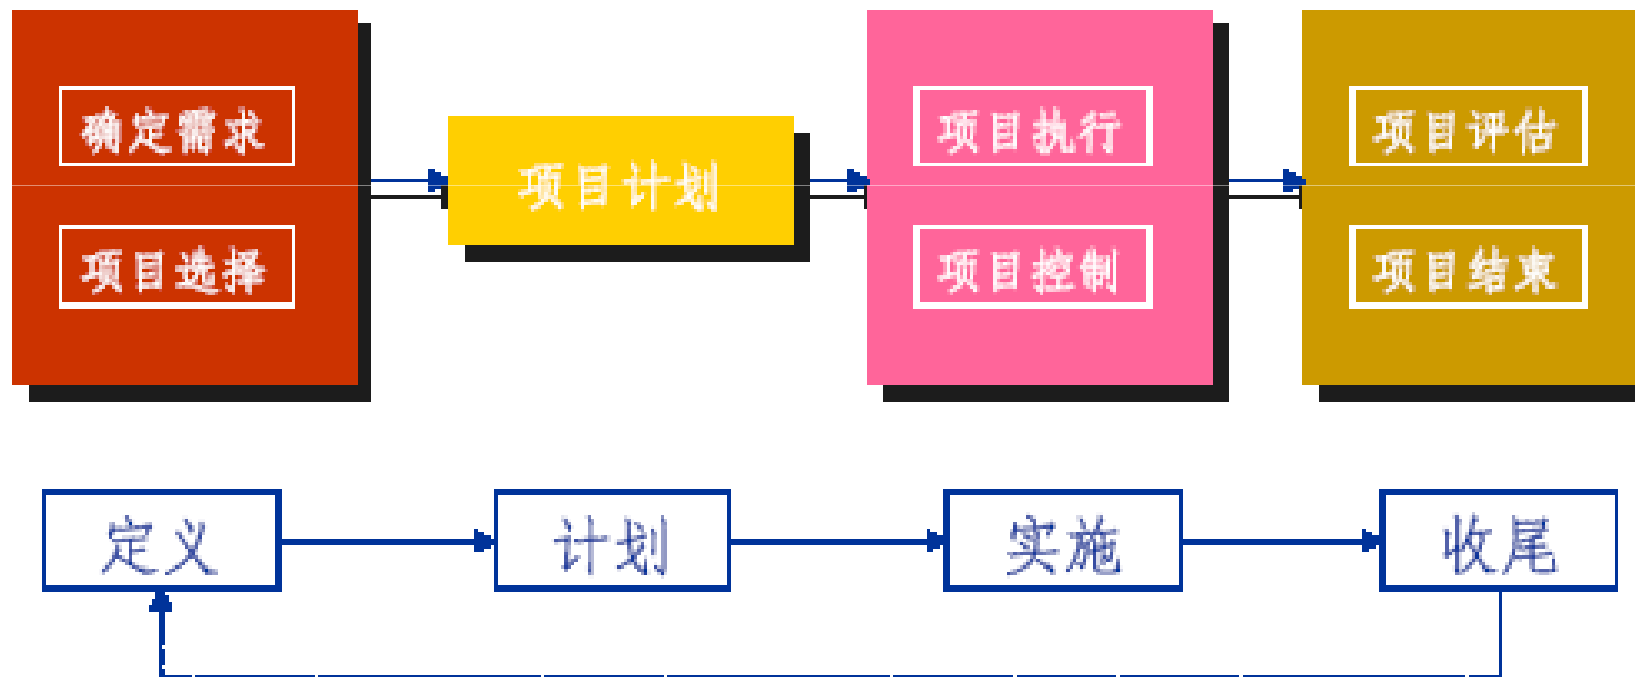 确定需求
项目选择
项目计划
项目执行
项目控制
项目评估
项目结束
定义
计划
实施
收尾